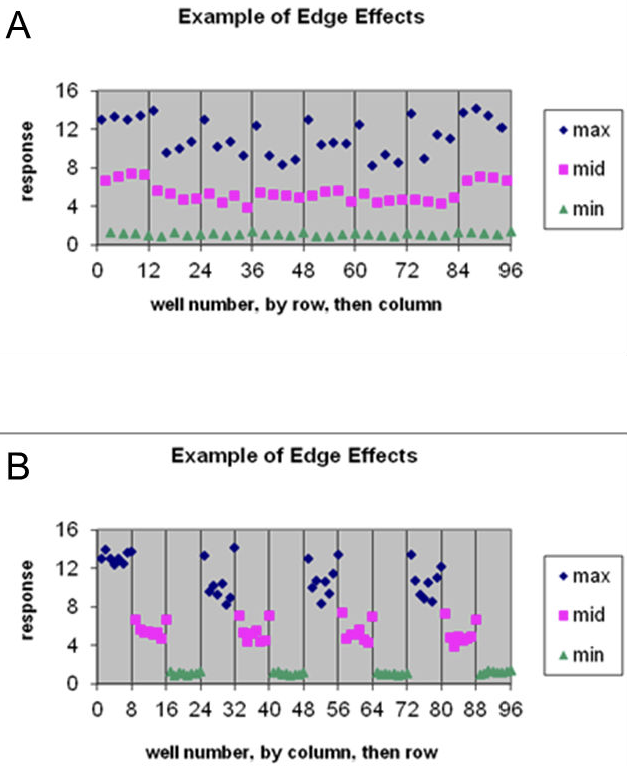 A
Example of Edge Effects
16
12
8
4
0
response
0 12 24 36 48 60 72 84 96
well number, by row, then column
max
mid
min
B
Example of Edge Effects
16
12
8
4
0
response
0 8 16 24 32 40 48 56 64 72 80 88 96
well number, by column, then row
max
mid
min